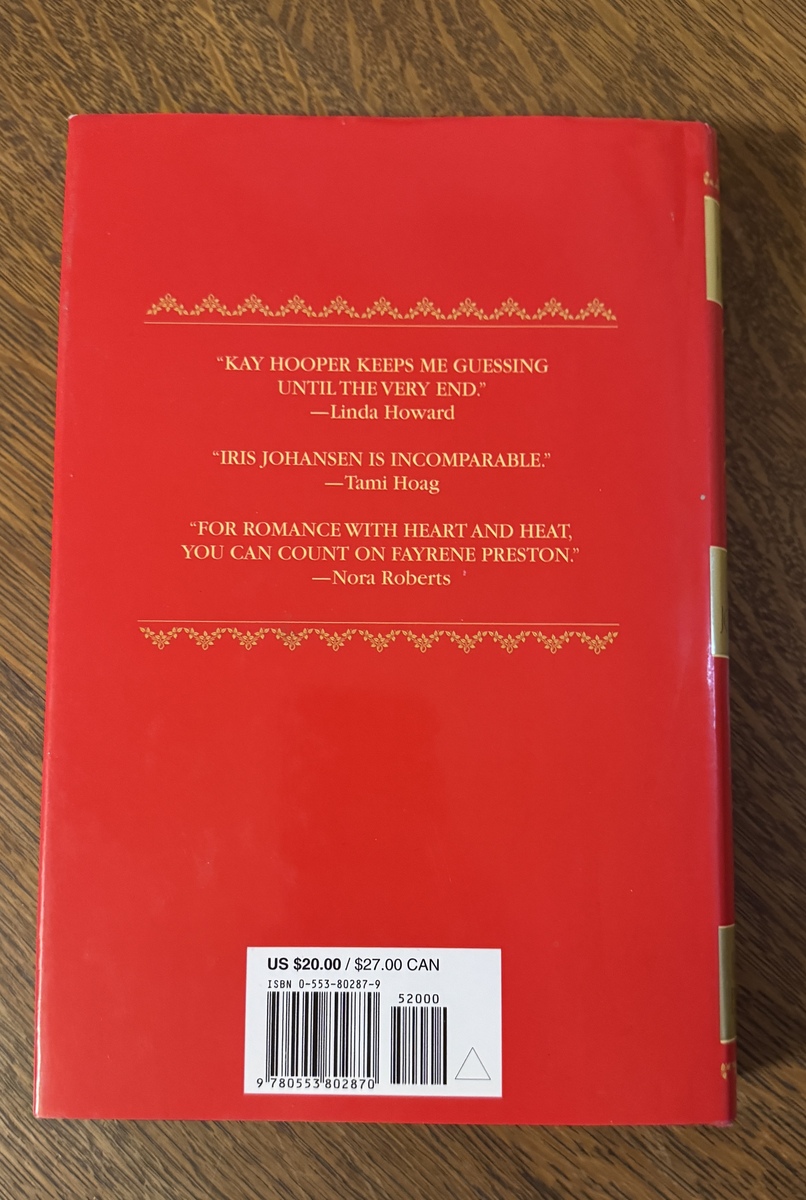 “KAY HOOPER KEEPS ME GUESSING
UNTIL THE VERY END.”
—Linda Howard
“IRIS JOHANSEN IS INCOMPARABLE.”
—Tami Hoag
“FOR ROMANCE WITH HEART AND HEAT,
YOU CAN COUNT ON FAYRENE PRESTON.”
—Nora Roberts
US $20.00 / $27.00 CAN
ISBN 0-553-80287-9
52000
9 780553 802870